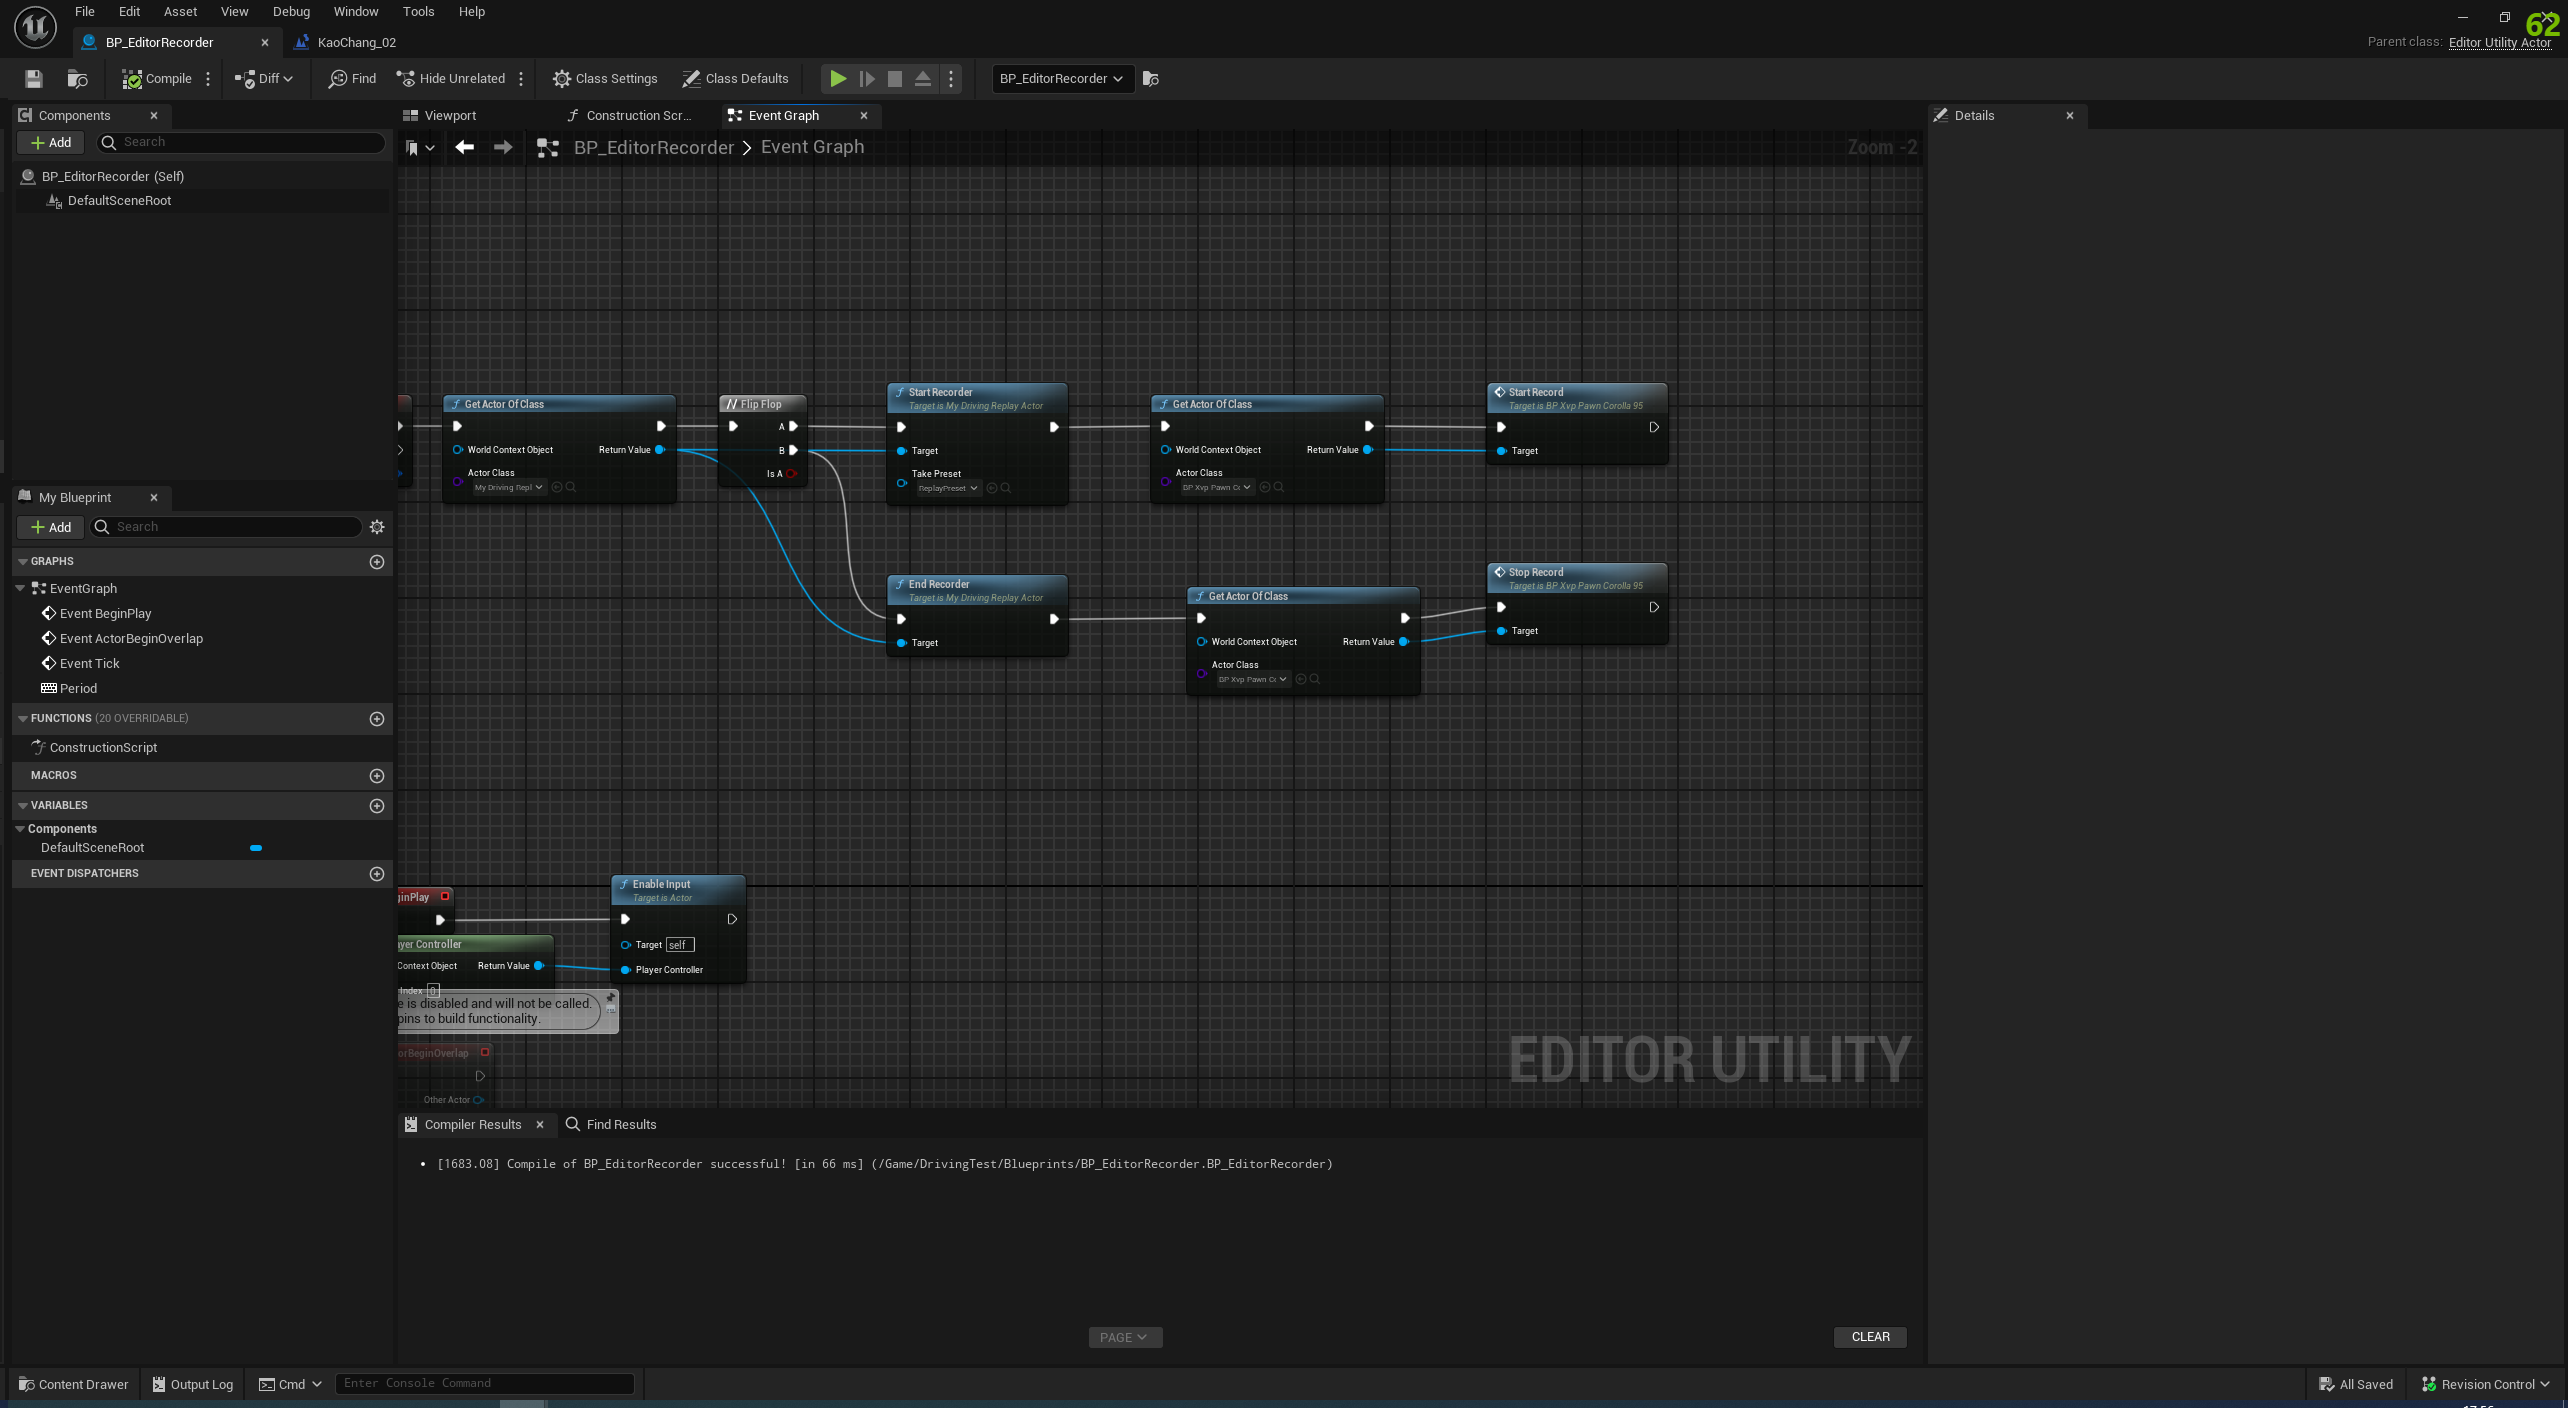 File Edit Asset View Debug Window Tools Help
62
BP_EditorRecorder
KaoChang_02
Parent class: Editor Utility Actor
Compile
Diff
Find
Hide Unrelated
Class Settings
Class Defaults
BP_EditorRecorder
Components
Add
Search
BP_EditorRecorder (Self)
DefaultSceneRoot
My Blueprint
Add
Search
GRAPHS
EventGraph
Event BeginPlay
Event ActorBeginOverlap
Event Tick
Period
FUNCTIONS (20 OVERRIDABLE)
ConstructionScript
MACROS
VARIABLES
Components
DefaultSceneRoot
EVENT DISPATCHERS
Viewport
Construction Scr...
Event Graph
BP_EditorRecorder > Event Graph
Zoom -2
Get Actor Of Class
World Context Object
Return Value
Actor Class
My Driving Repl
Flip Flop
A
B
Is A
Start Recorder
Target is My Driving Replay Actor
Target
Take Preset
ReplayPreset
Get Actor Of Class
World Context Object
Return Value
Actor Class
BP Xvp Pawn Cc
Start Record
Target is BP Xvp Pawn Corolla 95
Target
End Recorder
Target is My Driving Replay Actor
Target
Get Actor Of Class
World Context Object
Return Value
Actor Class
BP Xvp Pawn Cc
Stop Record
Target is BP Xvp Pawn Corolla 95
Target
ginPlay
Enable Input
Target is Actor
Target self
Player Controller
ayer Controller
Context Object
Return Value
Index 0
e is disabled and will not be called.
pins to build functionality.
orBeginOverlap
Other Actor
EDITOR UTILITY
Details
Compiler Results
Find Results
[1683.08] Compile of BP_EditorRecorder successful! [in 66 ms] (/Game/DrivingTest/Blueprints/BP_EditorRecorder.BP_EditorRecorder)
PAGE
CLEAR
Content Drawer
Output Log
Cmd
Enter Console Command
All Saved
Revision Control